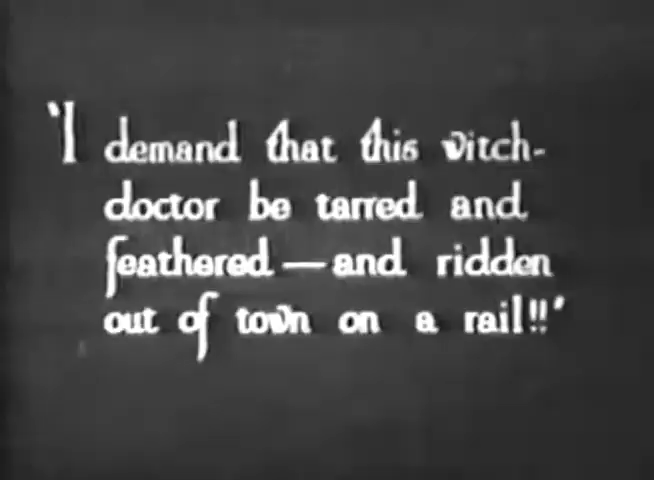 'I demand that this witch-
doctor be tarred and
feathered — and ridden
out of town on a rail!!'